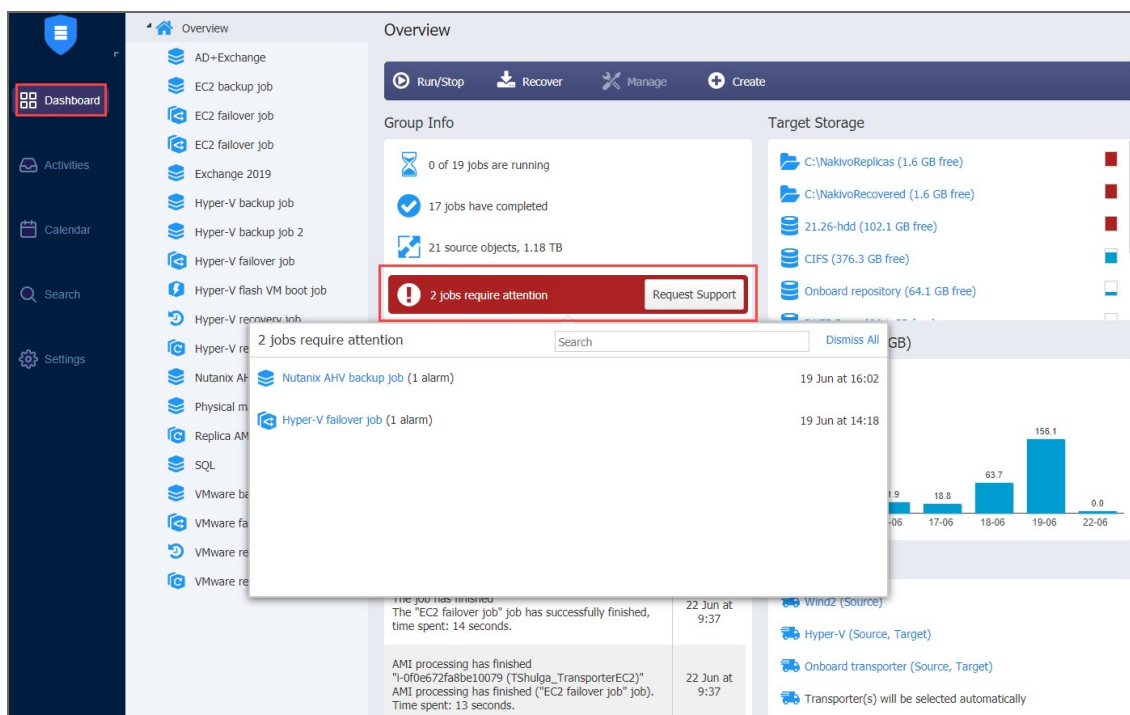 Dashboard
Activities
Calendar
Search
Settings
Overview
AD+Exchange
EC2 backup job
EC2 failover job
EC2 failover job
Exchange 2019
Hyper-V backup job
Hyper-V backup job 2
Hyper-V failover job
Hyper-V flash VM boot job
Hyper-V recovery job
Hyper-V re
Nutanix AH
Physical m
Replica AM
SQL
VMware ba
VMware fa
VMware re
VMware re
Overview
Run/Stop Recover Manage Create
Group Info
0 of 19 jobs are running
17 jobs have completed
21 source objects, 1.18 TB
2 jobs require attention Request Support
2 jobs require attention Search Dismiss All
Nutanix AHV backup job (1 alarm) 19 Jun at 16:02
Hyper-V failover job (1 alarm) 19 Jun at 14:18
The job has finished
The "EC2 failover job" job has successfully finished,
time spent: 14 seconds.
22 Jun at
9:37
AMI processing has finished
"i-0f0e672fa8be10079 (TShulga_TransporterEC2)"
AMI processing has finished ("EC2 failover job" job).
Time spent: 13 seconds.
22 Jun at
9:37
Target Storage
C:\NakivoReplicas (1.6 GB free)
C:\NakivoRecovered (1.6 GB free)
21.26-hdd (102.1 GB free)
CIFS (376.3 GB free)
Onboard repository (64.1 GB free)
GB)
1.9 18.8 63.7 156.1 0.0
-06 17-06 18-06 19-06 22-06
Wind2 (Source)
Hyper-V (Source, Target)
Onboard transporter (Source, Target)
Transporter(s) will be selected automatically